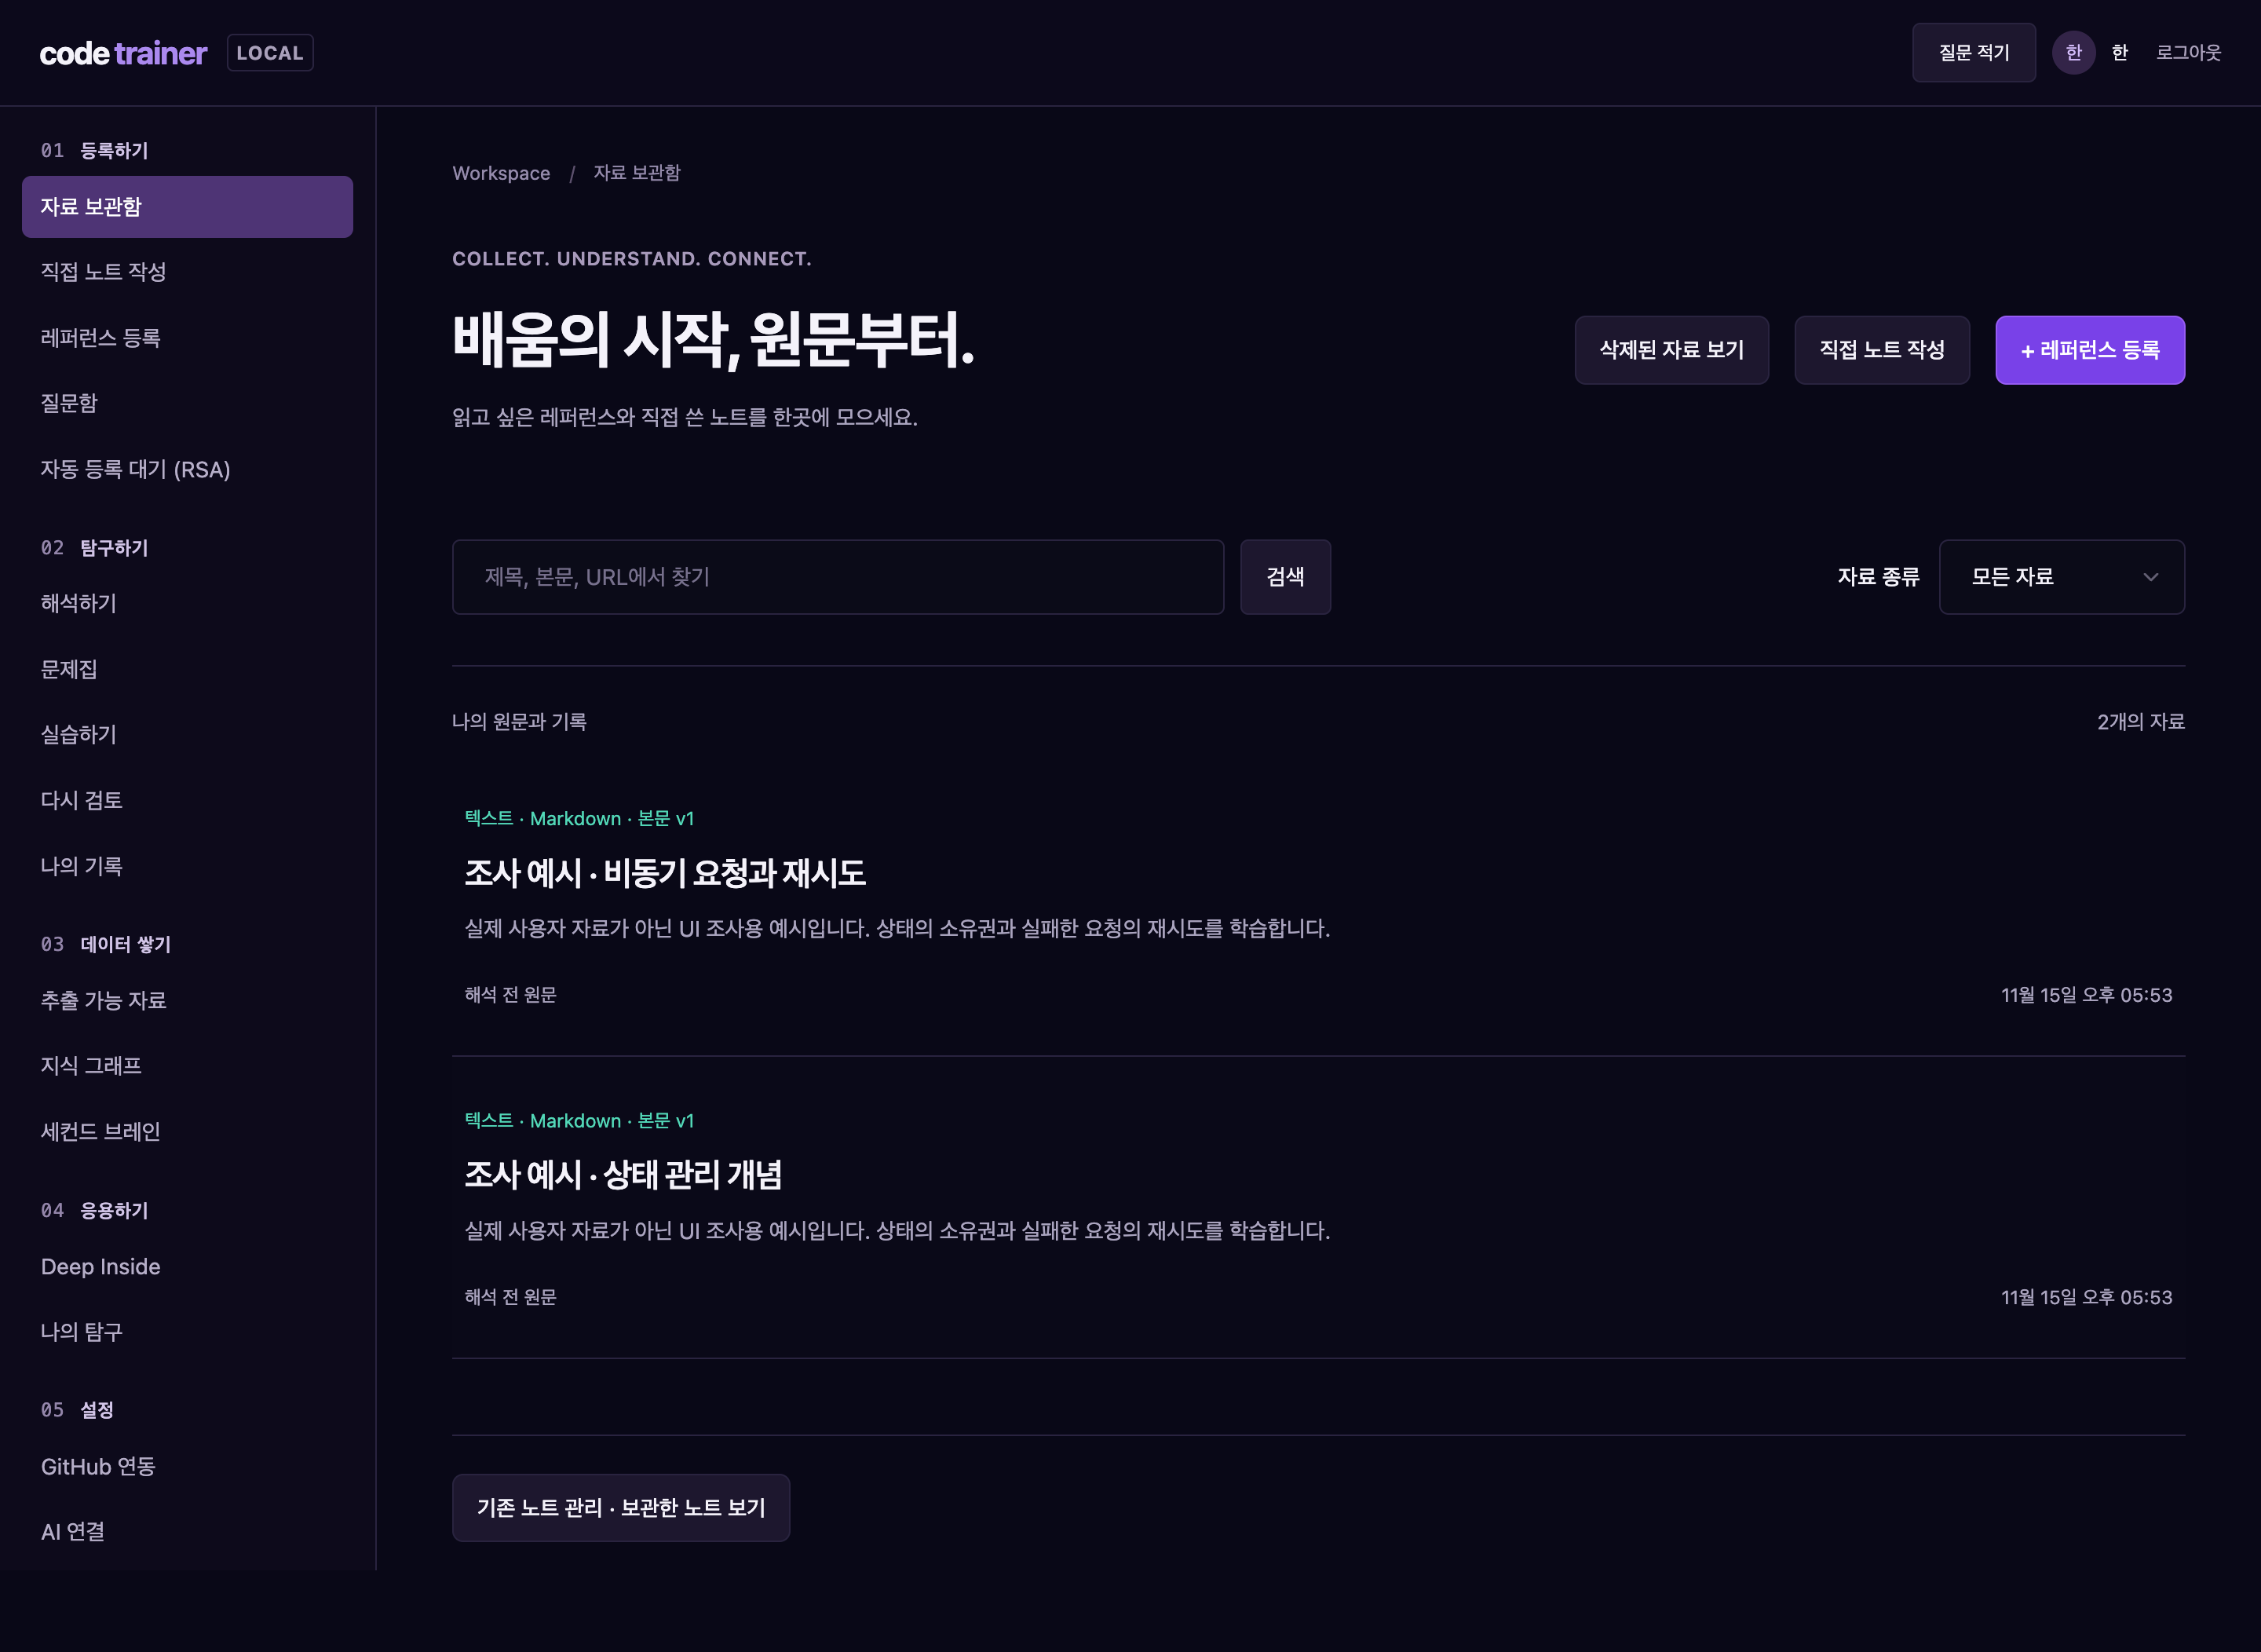 code trainer LOCAL
질문 적기 한 한 로그아웃
01 등록하기
자료 보관함
직접 노트 작성
레퍼런스 등록
질문함
자동 등록 대기 (RSA)
02 탐구하기
해석하기
문제집
실습하기
다시 검토
나의 기록
03 데이터 쌓기
추출 가능 자료
지식 그래프
세컨드 브레인
04 응용하기
Deep Inside
나의 탐구
05 설정
GitHub 연동
AI 연결
Workspace / 자료 보관함
COLLECT. UNDERSTAND. CONNECT.
배움의 시작, 원문부터.
읽고 싶은 레퍼런스와 직접 쓴 노트를 한곳에 모으세요.
삭제된 자료 보기 직접 노트 작성 + 레퍼런스 등록
제목, 본문, URL에서 찾기 검색 자료 종류 모든 자료
나의 원문과 기록 2개의 자료
텍스트 · Markdown · 본문 v1
조사 예시 · 비동기 요청과 재시도
실제 사용자 자료가 아닌 UI 조사용 예시입니다. 상태의 소유권과 실패한 요청의 재시도를 학습합니다.
해석 전 원문 11월 15일 오후 05:53
텍스트 · Markdown · 본문 v1
조사 예시 · 상태 관리 개념
실제 사용자 자료가 아닌 UI 조사용 예시입니다. 상태의 소유권과 실패한 요청의 재시도를 학습합니다.
해석 전 원문 11월 15일 오후 05:53
기존 노트 관리 · 보관한 노트 보기